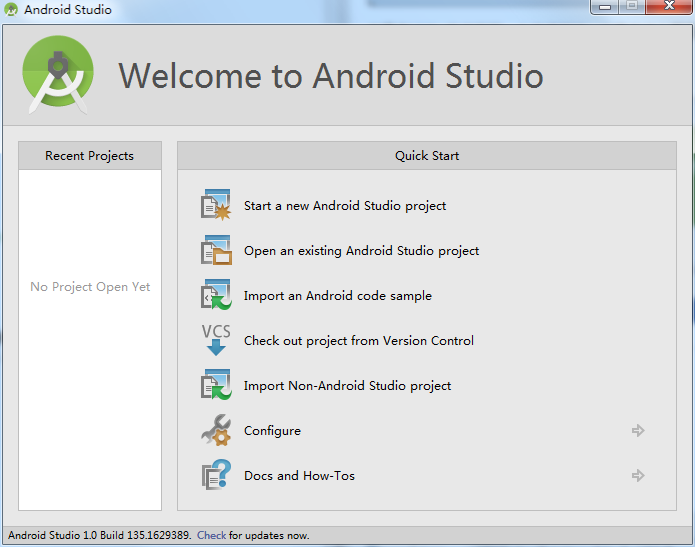 Android Studio
Welcome to Android Studio
Recent Projects
No Project Open Yet
Quick Start
Start a new Android Studio project
Open an existing Android Studio project
Import an Android code sample
VCS
Check out project from Version Control
Import Non-Android Studio project
Configure
Docs and How-Tos
Android Studio 1.0 Build 135.1629389. Check for updates now.